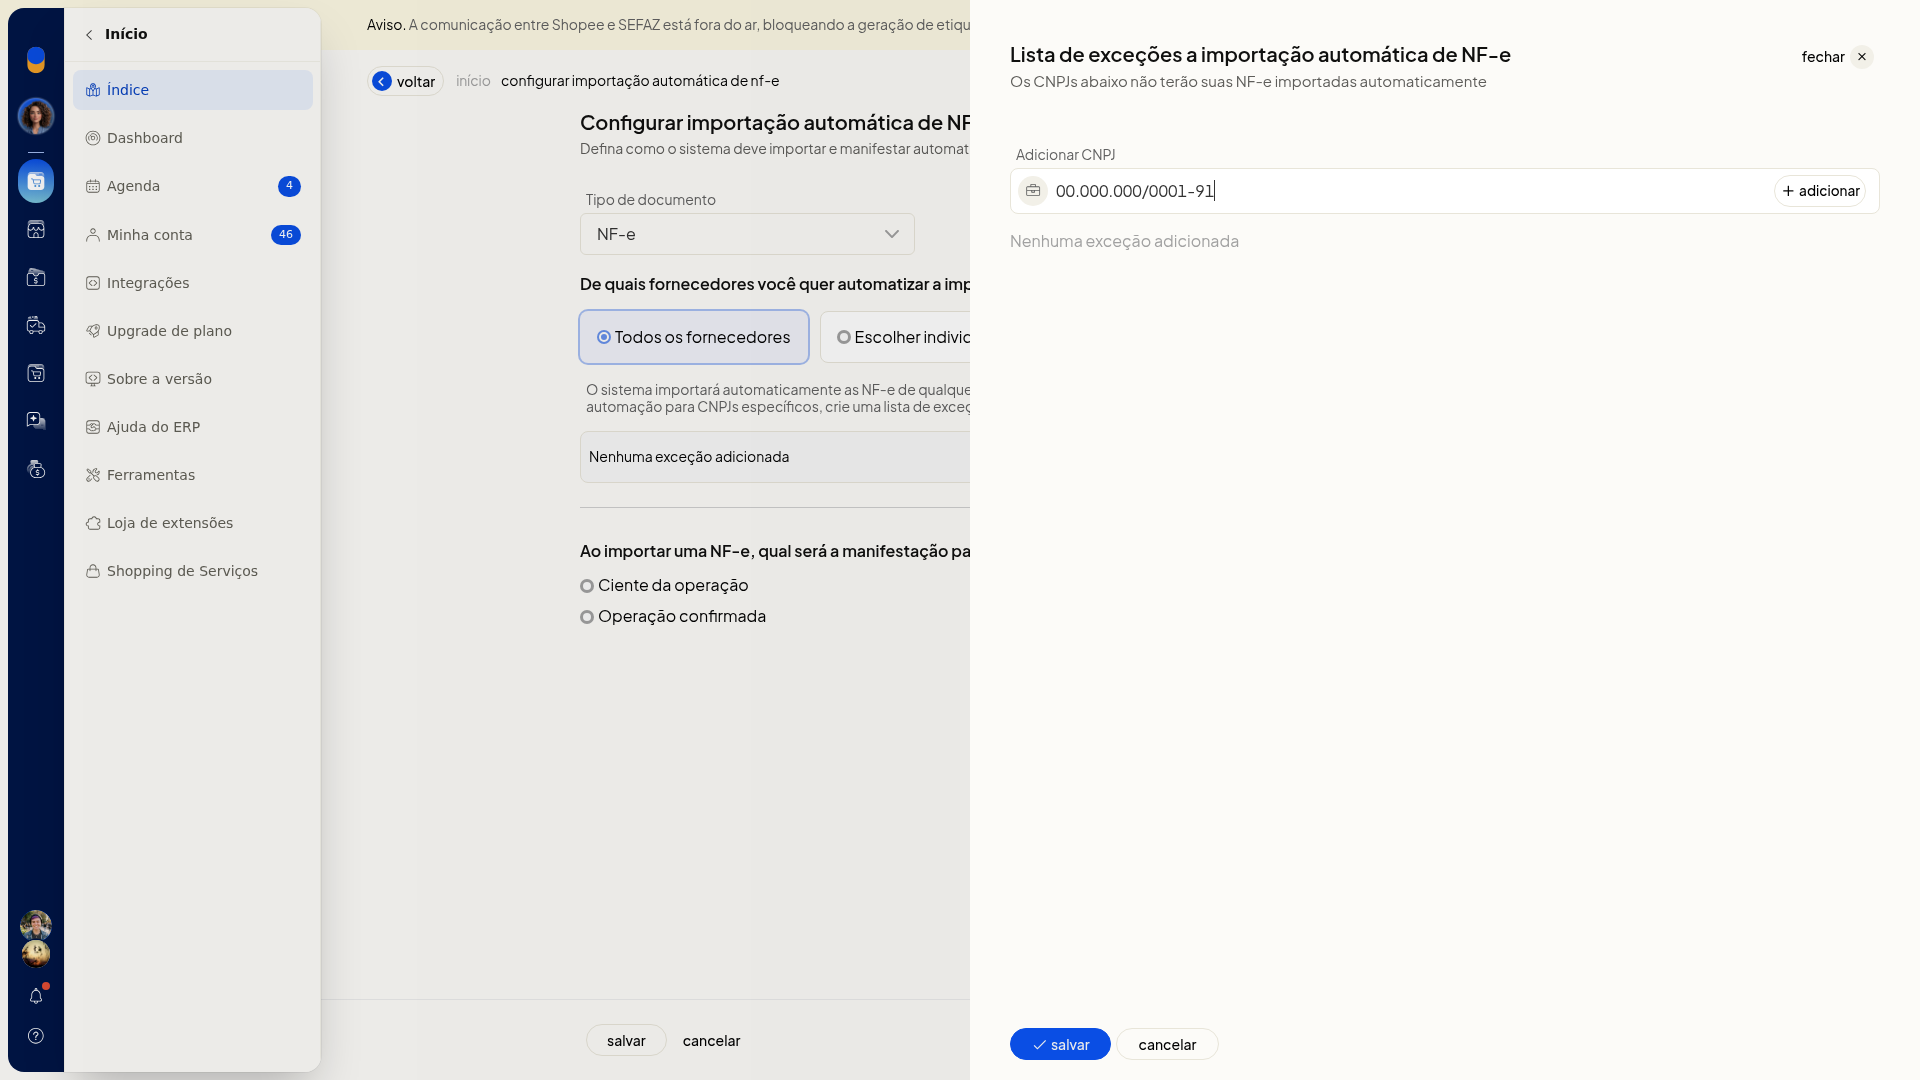 Início
Índice
Dashboard
Agenda
4
Minha conta
46
Integrações
Upgrade de plano
Sobre a versão
Ajuda do ERP
Ferramentas
Loja de extensões
Shopping de Serviços
Aviso. A comunicação entre Shopee e SEFAZ está fora do ar, bloqueando a geração de etiqu
voltar
início
configurar importação automática de nf-e
Configurar importação automática de NF
Defina como o sistema deve importar e manifestar automat
Tipo de documento
NF-e
De quais fornecedores você quer automatizar a imp
Todos os fornecedores
Escolher individ
O sistema importará automaticamente as NF-e de qualque
automação para CNPJs específicos, crie uma lista de exceç
Nenhuma exceção adicionada
Ao importar uma NF-e, qual será a manifestação pa
Ciente da operação
Operação confirmada
salvar
cancelar
Lista de exceções a importação automática de NF-e
fechar
Os CNPJs abaixo não terão suas NF-e importadas automaticamente
Adicionar CNPJ
00.000.000/0001-91
+ adicionar
Nenhuma exceção adicionada
salvar
cancelar